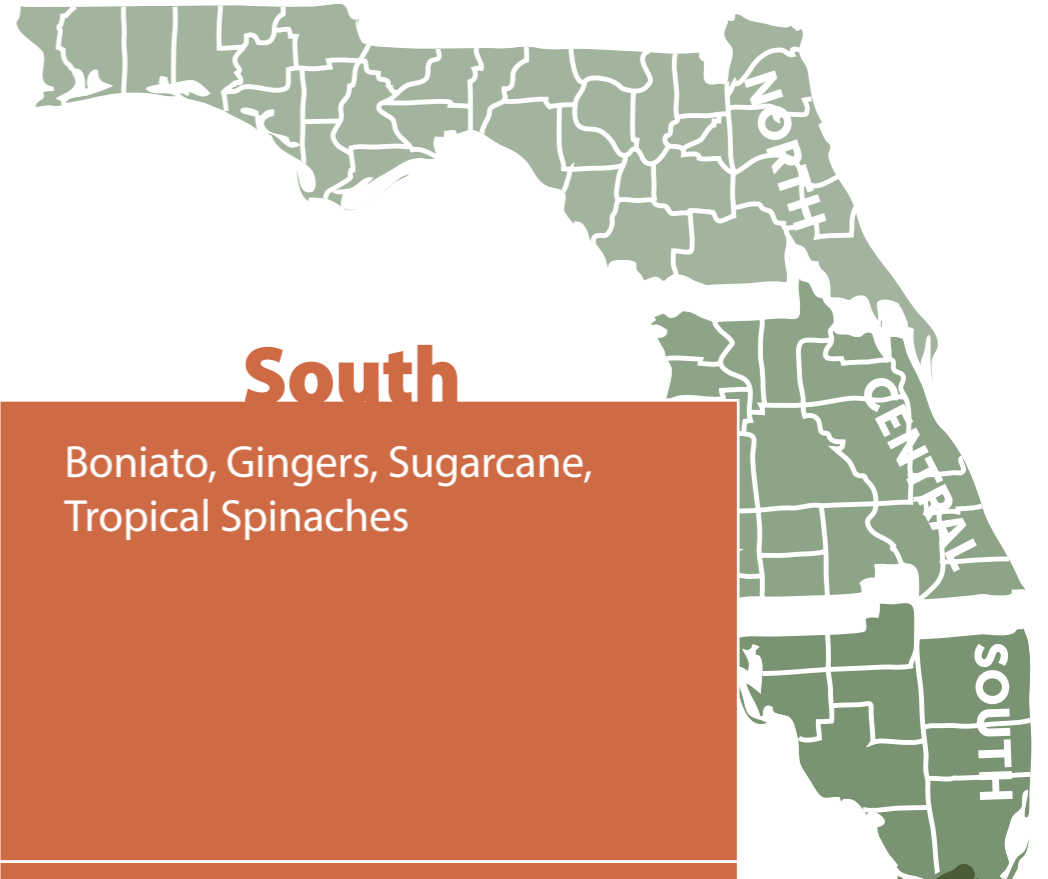 NORTH
South
Boniato, Gingers, Sugarcane,
Tropical Spinaches
CENTRAL
SOUTH